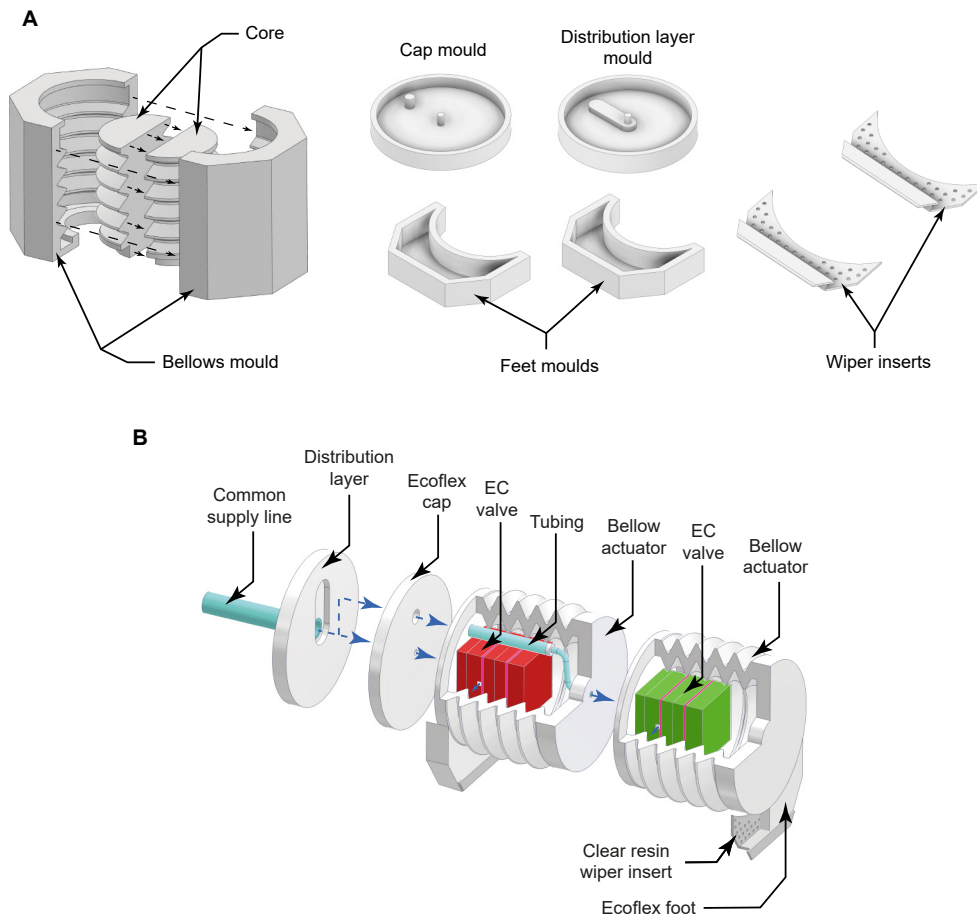 A
Core
Cap mould
Distribution layer
mould
Bellows mould
Feet moulds
Wiper inserts
B
Common
supply line
Distribution
layer
Ecoflex
cap
EC
valve
Tubing
Bellow
actuator
EC
valve
Bellow
actuator
Clear resin
wiper insert
Ecoflex foot